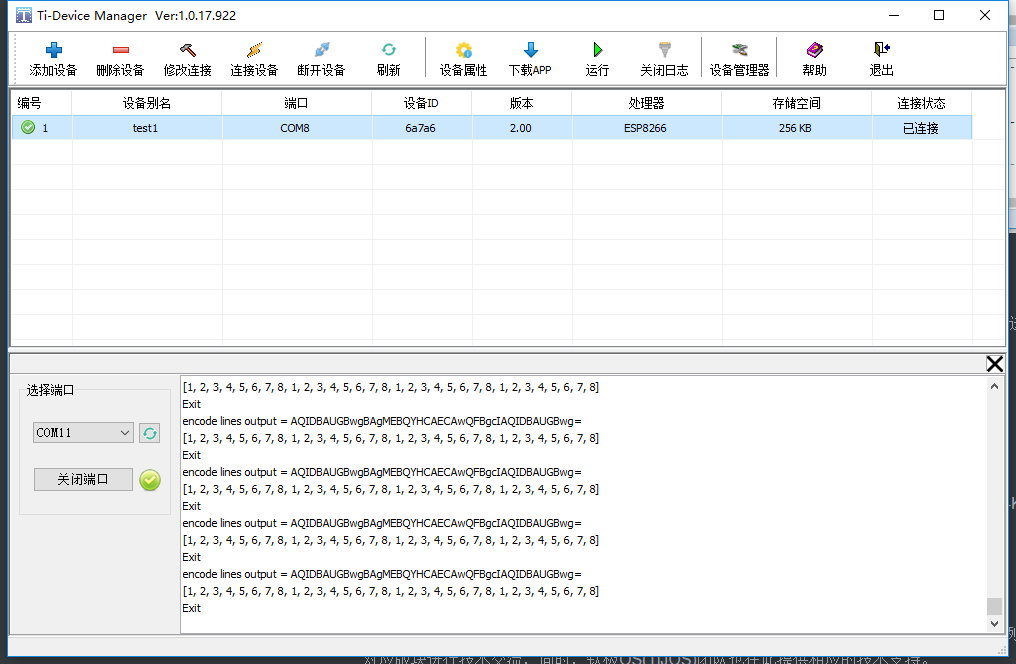 Ti-Device Manager Ver:1.0.17.922
添加设备 删除设备 修改连接 连接设备 断开设备 刷新 设备属性 下载APP 运行 关闭日志 设备管理器 帮助 退出
编号 设备别名 端口 设备ID 版本 处理器 存储空间 连接状态
1 test1 COM8 6a7a6 2.00 ESP8266 256 KB 已连接
选择端口
COM11
关闭端口
[1, 2, 3, 4, 5, 6, 7, 8, 1, 2, 3, 4, 5, 6, 7, 8, 1, 2, 3, 4, 5, 6, 7, 8, 1, 2, 3, 4, 5, 6, 7, 8]
Exit
encode lines output = AQIDBAUGBwgBAgMEBQYHCAECAwQFBgcIAQIDBAUGBwg=
[1, 2, 3, 4, 5, 6, 7, 8, 1, 2, 3, 4, 5, 6, 7, 8, 1, 2, 3, 4, 5, 6, 7, 8, 1, 2, 3, 4, 5, 6, 7, 8]
Exit
encode lines output = AQIDBAUGBwgBAgMEBQYHCAECAwQFBgcIAQIDBAUGBwg=
[1, 2, 3, 4, 5, 6, 7, 8, 1, 2, 3, 4, 5, 6, 7, 8, 1, 2, 3, 4, 5, 6, 7, 8, 1, 2, 3, 4, 5, 6, 7, 8]
Exit
encode lines output = AQIDBAUGBwgBAgMEBQYHCAECAwQFBgcIAQIDBAUGBwg=
[1, 2, 3, 4, 5, 6, 7, 8, 1, 2, 3, 4, 5, 6, 7, 8, 1, 2, 3, 4, 5, 6, 7, 8, 1, 2, 3, 4, 5, 6, 7, 8]
Exit
encode lines output = AQIDBAUGBwgBAgMEBQYHCAECAwQFBgcIAQIDBAUGBwg=
[1, 2, 3, 4, 5, 6, 7, 8, 1, 2, 3, 4, 5, 6, 7, 8, 1, 2, 3, 4, 5, 6, 7, 8, 1, 2, 3, 4, 5, 6, 7, 8]
Exit